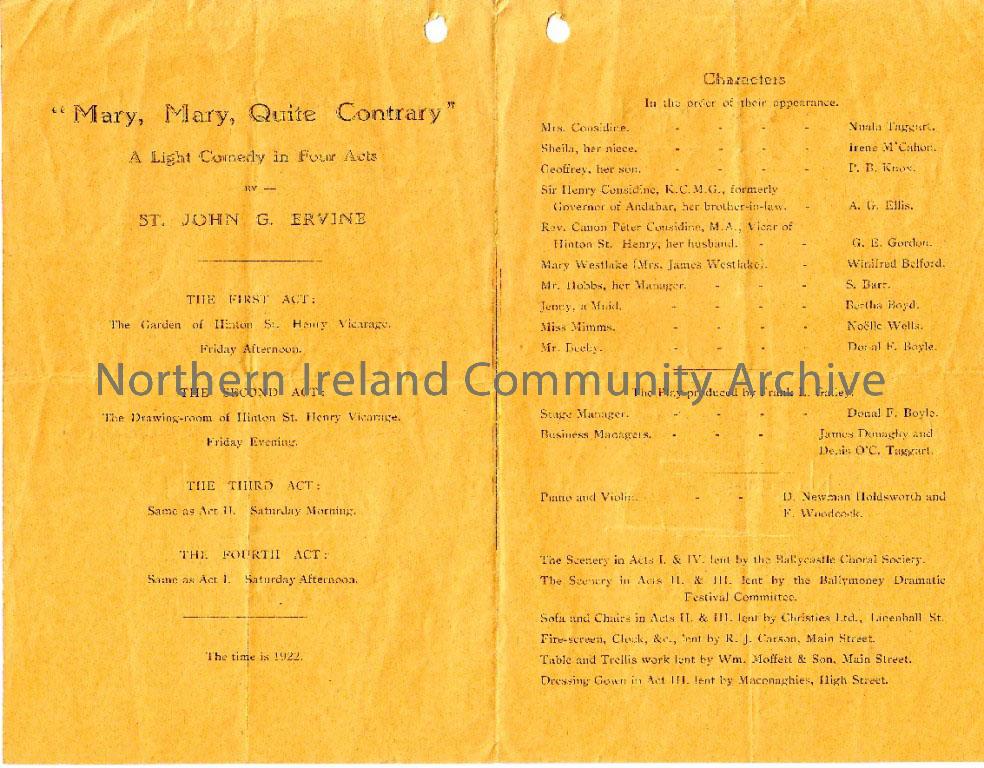 "Mary, Mary, Quite Contrary"
A Light Comedy in Four Acts
BY —
ST. JOHN G. ERVINE
THE FIRST ACT:
The Garden of Hinton St. Henry Vicarage.
Friday Afternoon.
THE SECOND ACT:
The Drawing-room of Hinton St. Henry Vicarage.
Friday Evening.
THE THIRD ACT:
Same as Act II. Saturday Morning.
THE FOURTH ACT:
Same as Act I. Saturday Afternoon.
The time is 1922.
Characters
In the order of their appearance.
Mrs. Considine. - - - - Nuala Taggart.
Sheila, her niece. - - - - Irene M'Cahon.
Geoffrey, her son. - - - - P. B. Knox.
Sir Henry Considine, K.C.M.G., formerly
Governor of Andabar, her brother-in-law. - A. G. Ellis.
Rev. Canon Peter Considine, M.A., Vicar of
Hinton St. Henry, her husband. - - G. E. Gordon.
Mary Westlake (Mrs. James Westlake). - Winifred Belford.
Mr. Hobbs, her Manager. - - - S. Barr.
Jenny, a Maid. - - - - Bertha Boyd.
Miss Mimms. - - - - Noëlle Wells.
Mr. Beeby. - - - - Donal F. Boyle.
Northern Ireland Community Archive
The Play produced by Frank
Stage Manager. - - - - Donal F. Boyle.
Business Managers. - - - James Donaghy and
Denis O'C. Taggart.
Piano and Violin. - - D. Newman Holdsworth and
F. Woodcock.
The Scenery in Acts I. & IV. lent by the Ballycastle Choral Society.
The Scenery in Acts II. & III. lent by the Ballymoney Dramatic
Festival Committee.
Sofa and Chairs in Acts II. & III. lent by Christies Ltd., Linenhall St.
Fire-screen, Clock, &c., lent by R. J. Carson, Main Street.
Table and Trellis work lent by Wm. Moffett & Son, Main Street.
Dressing Gown in Act III. lent by Maconaghies, High Street.